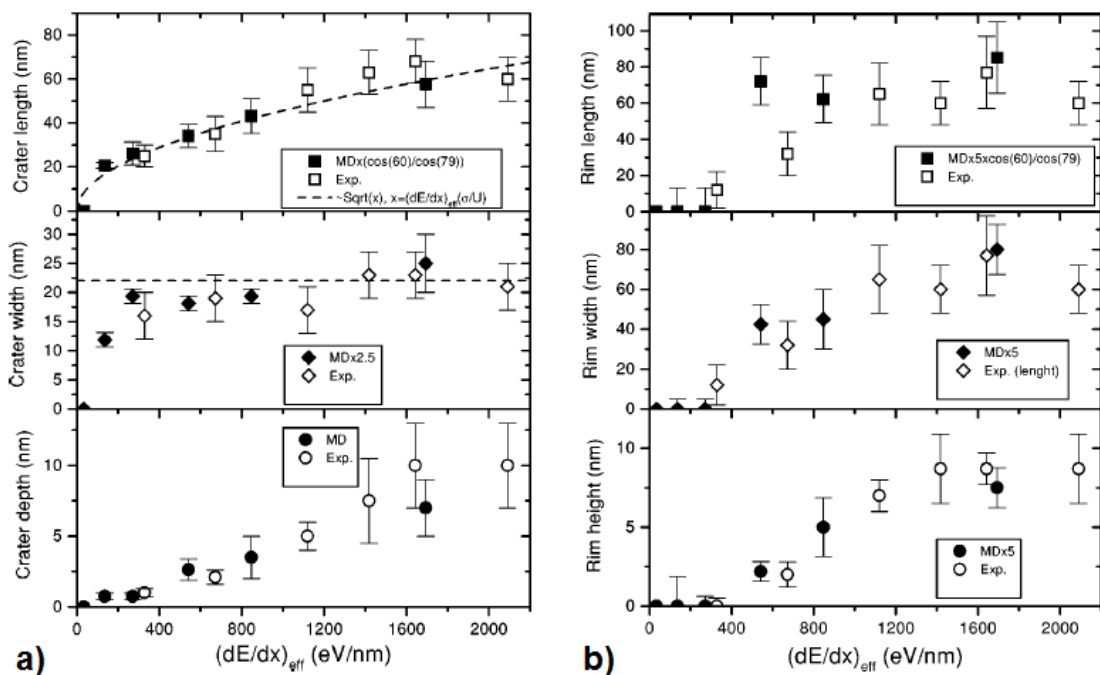 Crater length (nm)
80
60
40
20
0
MDx(cos(60)/cos(79))
Exp.
~Sqrt(x), x=(dE/dx)eff(σ/U)
Crater width (nm)
30
25
20
15
10
5
0
MDx2.5
Exp.
Crater depth (nm)
10
5
0
MD
Exp.
0 400 800 1200 1600 2000
(dE/dx)eff (eV/nm)
a)
Rim length (nm)
100
80
60
40
20
0
MDx5xcos(60)/cos(79)
Exp.
Rim width (nm)
80
60
40
20
0
MDx5
Exp. (lenght)
Rim height (nm)
10
5
0
MDx5
Exp.
0 400 800 1200 1600 2000
(dE/dx)eff (eV/nm)
b)